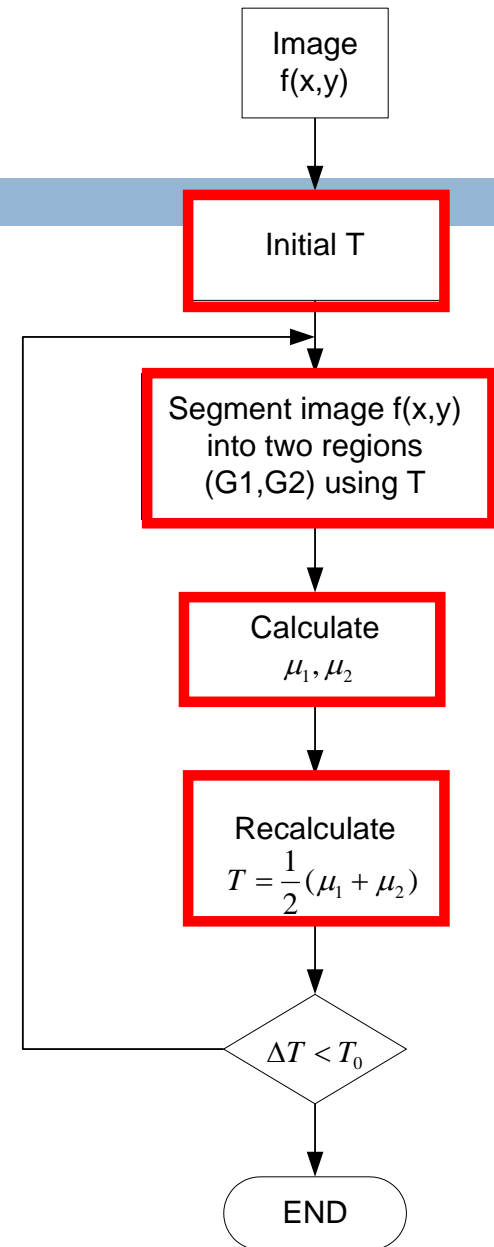 Image
f(x,y)
Initial T
Segment image f(x,y)
into two regions
(G1,G2) using T
Calculate
μ₁, μ₂
Recalculate
T = 1/2 (μ₁ + μ₂)
ΔT < T₀
END